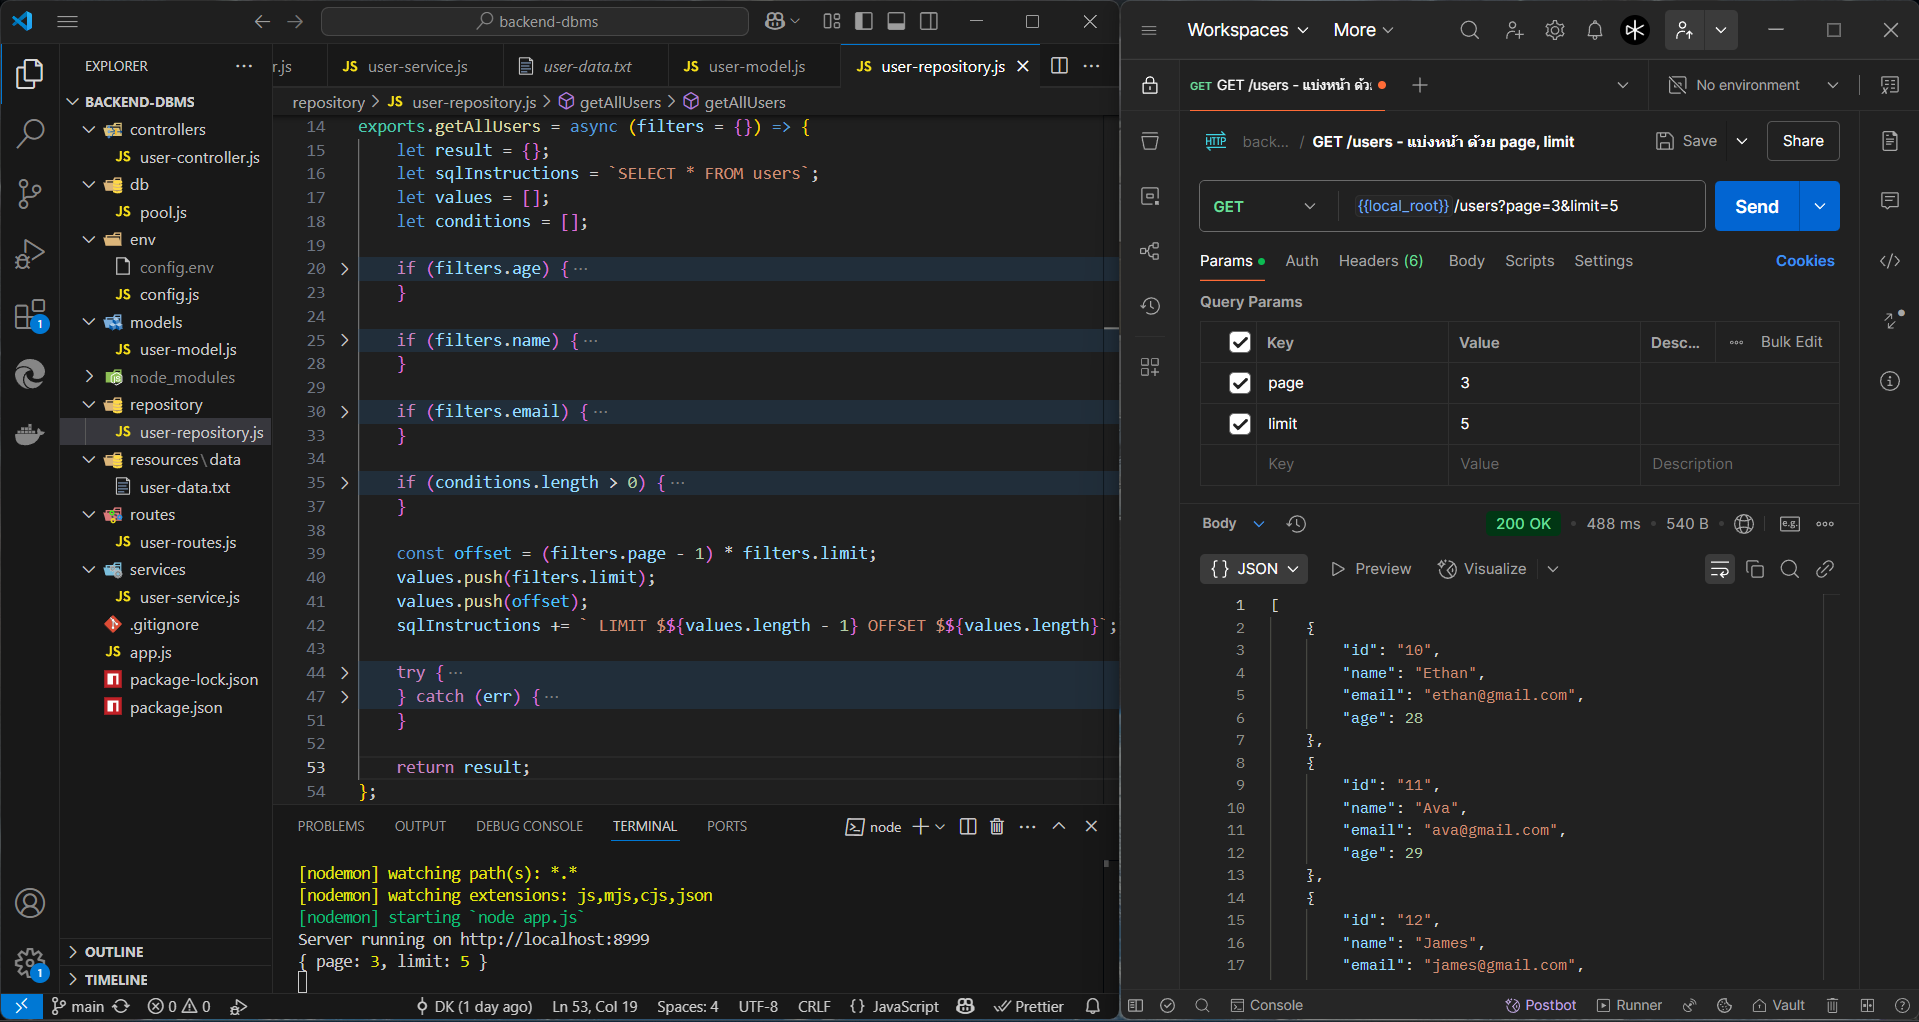 backend-dbms
EXPLORER
r.js
user-service.js
user-data.txt
user-model.js
user-repository.js
repository > JS user-repository.js > getAllUsers > getAllUsers
BACKEND-DBMS
controllers
JS user-controller.js
db
JS pool.js
env
config.env
JS config.js
models
JS user-model.js
node_modules
repository
JS user-repository.js
resources\data
user-data.txt
routes
JS user-routes.js
services
JS user-service.js
.gitignore
JS app.js
package-lock.json
package.json
OUTLINE
TIMELINE
14 exports.getAllUsers = async (filters = {}) => {
15 let result = {};
16 let sqlInstructions = `SELECT * FROM users`;
17 let values = [];
18 let conditions = [];
19
20 if (filters.age) {···
23 }
24
25 if (filters.name) {···
28 }
29
30 if (filters.email) {···
33 }
34
35 if (conditions.length > 0) {···
37 }
38
39 const offset = (filters.page - 1) * filters.limit;
40 values.push(filters.limit);
41 values.push(offset);
42 sqlInstructions += ` LIMIT $${values.length - 1} OFFSET $${values.length}`;
43
44 try {···
47 } catch (err) {···
51 }
52
53 return result;
54 };
PROBLEMS OUTPUT DEBUG CONSOLE TERMINAL PORTS node
[nodemon] watching path(s): *.*
[nodemon] watching extensions: js,mjs,cjs,json
[nodemon] starting `node app.js`
Server running on http://localhost:8999
{ page: 3, limit: 5 }
main 0 0 DK (1 day ago) Ln 53, Col 19 Spaces: 4 UTF-8 CRLF {} JavaScript Prettier
Workspaces More
GET GET /users - แบ่งหน้า ด้ว
No environment
HTTP back... / GET /users - แบ่งหน้า ด้วย page, limit Save Share
GET {{local_root}} /users?page=3&limit=5 Send
Params Auth Headers (6) Body Scripts Settings Cookies
Query Params
Key Value Desc... Bulk Edit
page 3
limit 5
Key Value Description
Body 200 OK 488 ms 540 B e.g.
{} JSON Preview Visualize
1 [
2 {
3 "id": "10",
4 "name": "Ethan",
5 "email": "ethan@gmail.com",
6 "age": 28
7 },
8 {
9 "id": "11",
10 "name": "Ava",
11 "email": "ava@gmail.com",
12 "age": 29
13 },
14 {
15 "id": "12",
16 "name": "James",
17 "email": "james@gmail.com",
Console Postbot Runner Vault